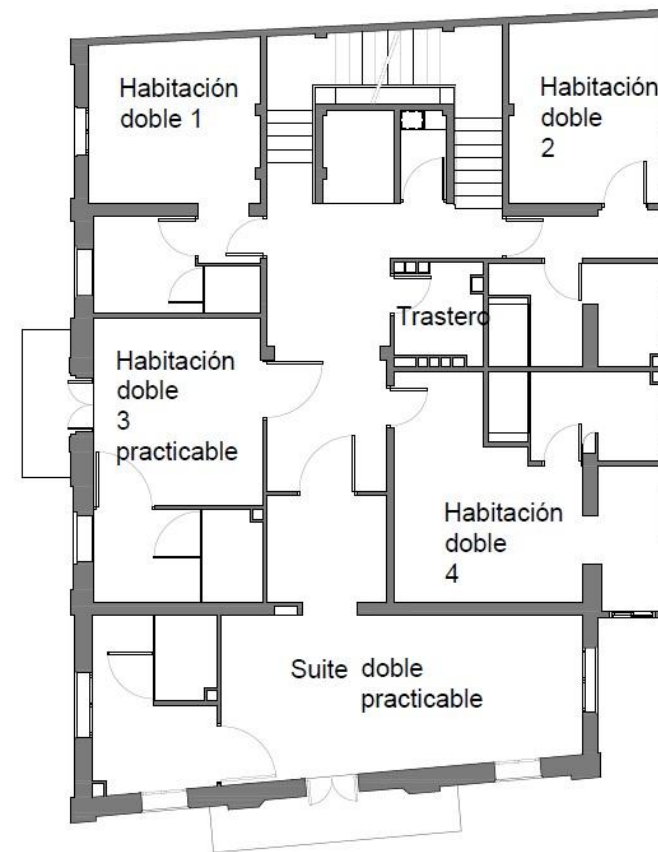 Habitación
doble 1
Habitación
doble
2
Trastero
Habitación
doble
3
practicable
Habitación
doble
4
Suite doble
practicable